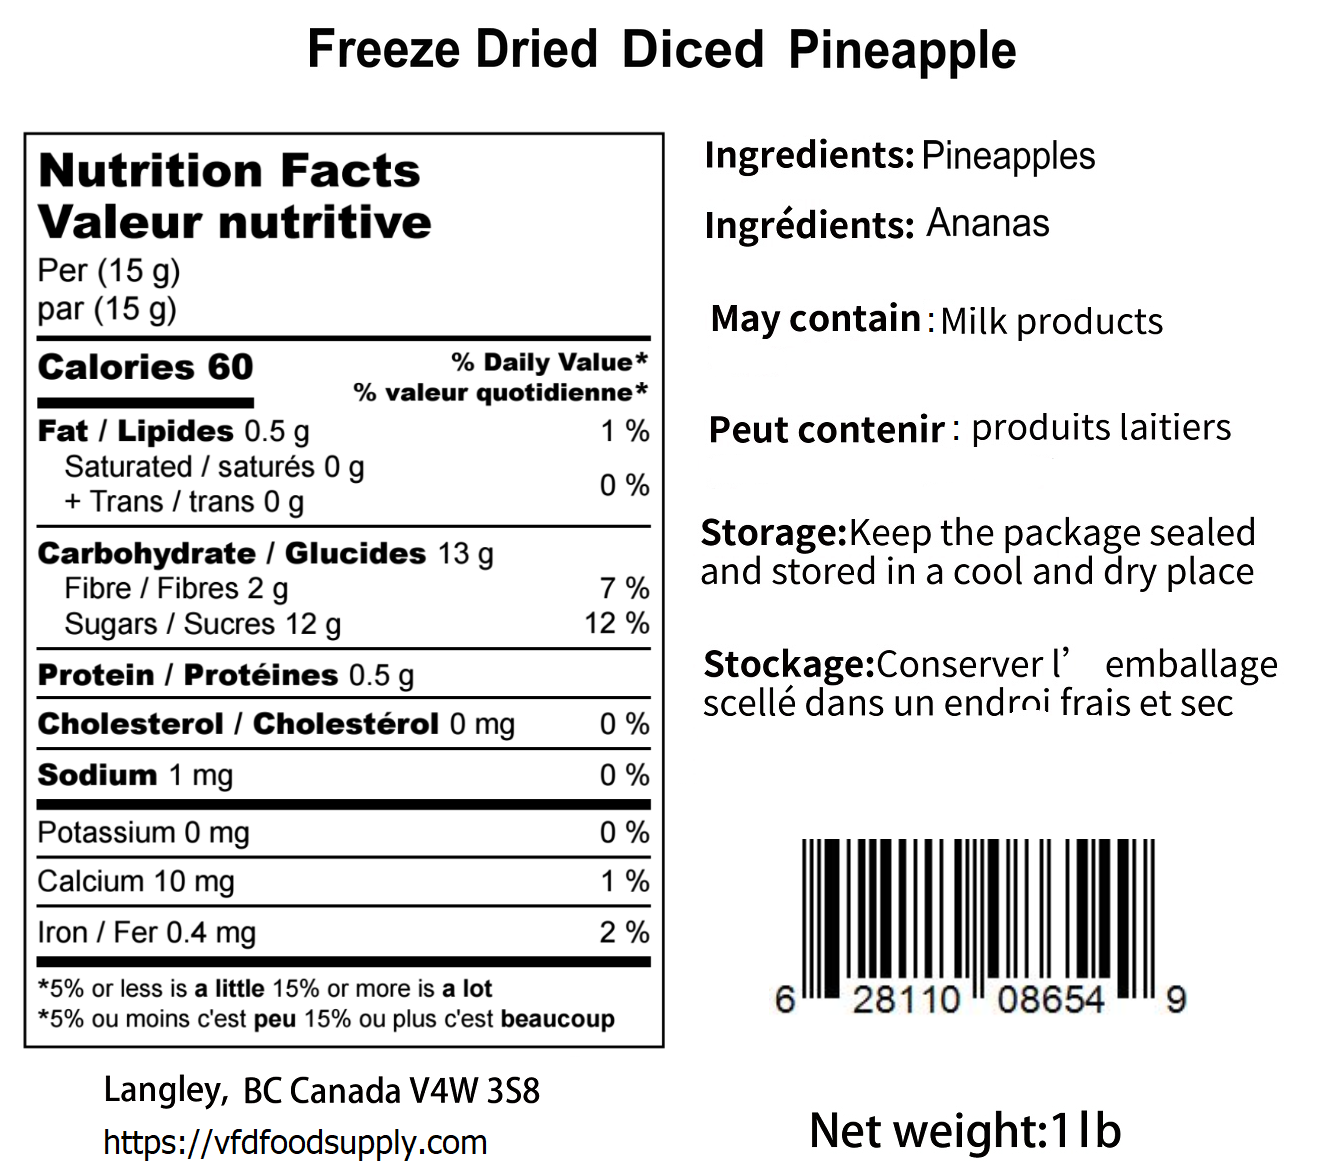 Freeze Dried Diced Pineapple
Nutrition Facts
Valeur nutritive
Per (15 g)
par (15 g)
Calories 60
% Daily Value*
% valeur quotidienne*
Fat / Lipides 0.5 g 1 %
Saturated / saturés 0 g
+ Trans / trans 0 g
0 %
Carbohydrate / Glucides 13 g
Fibre / Fibres 2 g 7 %
Sugars / Sucres 12 g 12 %
Protein / Protéines 0.5 g
Cholesterol / Cholestérol 0 mg 0 %
Sodium 1 mg 0 %
Potassium 0 mg 0 %
Calcium 10 mg 1 %
Iron / Fer 0.4 mg 2 %
*5% or less is a little 15% or more is a lot
*5% ou moins c'est peu 15% ou plus c'est beaucoup
Langley, BC Canada V4W 3S8
https://vfdfoodsupply.com
Ingredients: Pineapples
Ingrédients: Ananas
May contain : Milk products
Peut contenir : produits laitiers
Storage:Keep the package sealed
and stored in a cool and dry place
Stockage:Conserver l’ emballage
scellé dans un endroi frais et sec
6 28110 08654 9
Net weight:1lb